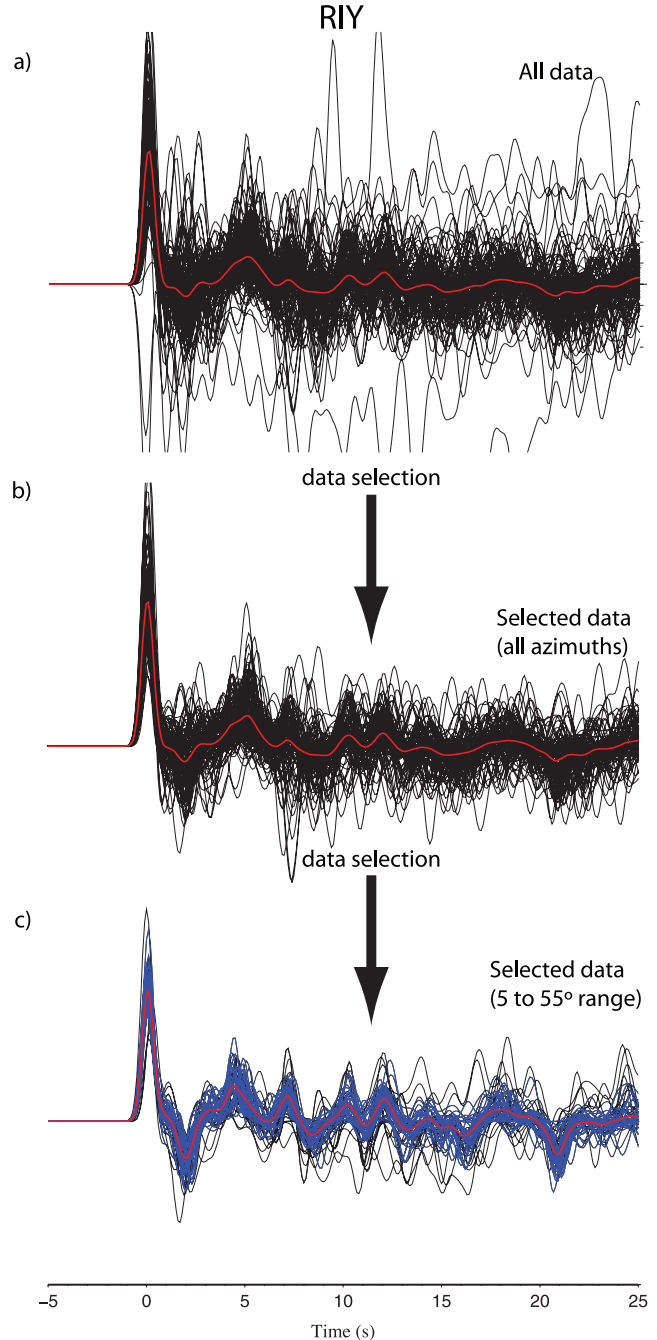 RIY
a)
All data
data selection
b)
Selected data
(all azimuths)
data selection
c)
Selected data
(5 to 55º range)
−5 0 5 10 15 20 25
Time (s)